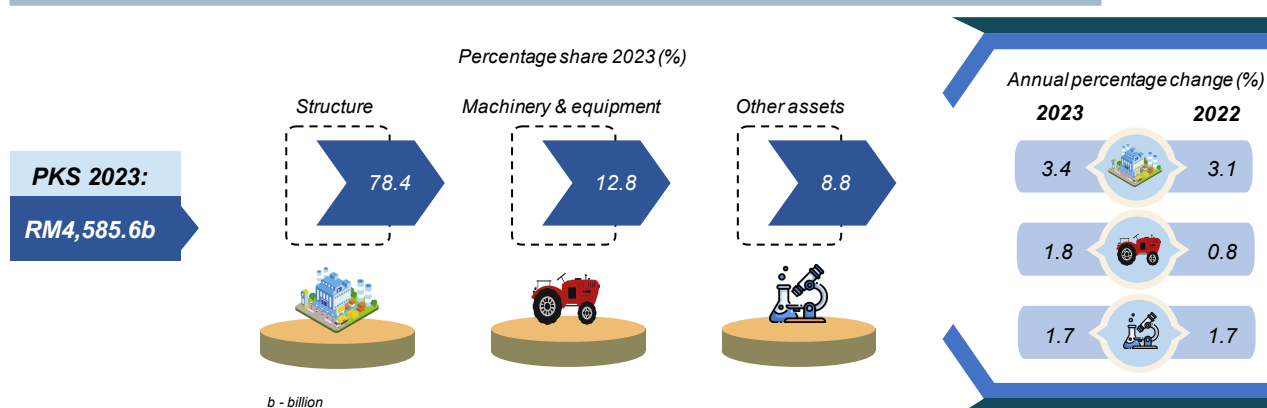 PKS 2023:
RM4,585.6b
Percentage share 2023 (%)
Structure
Machinery & equipment
Other assets
78.4
12.8
8.8
b - billion
Annual percentage change (%)
2023
2022
3.4
3.1
1.8
0.8
1.7
1.7